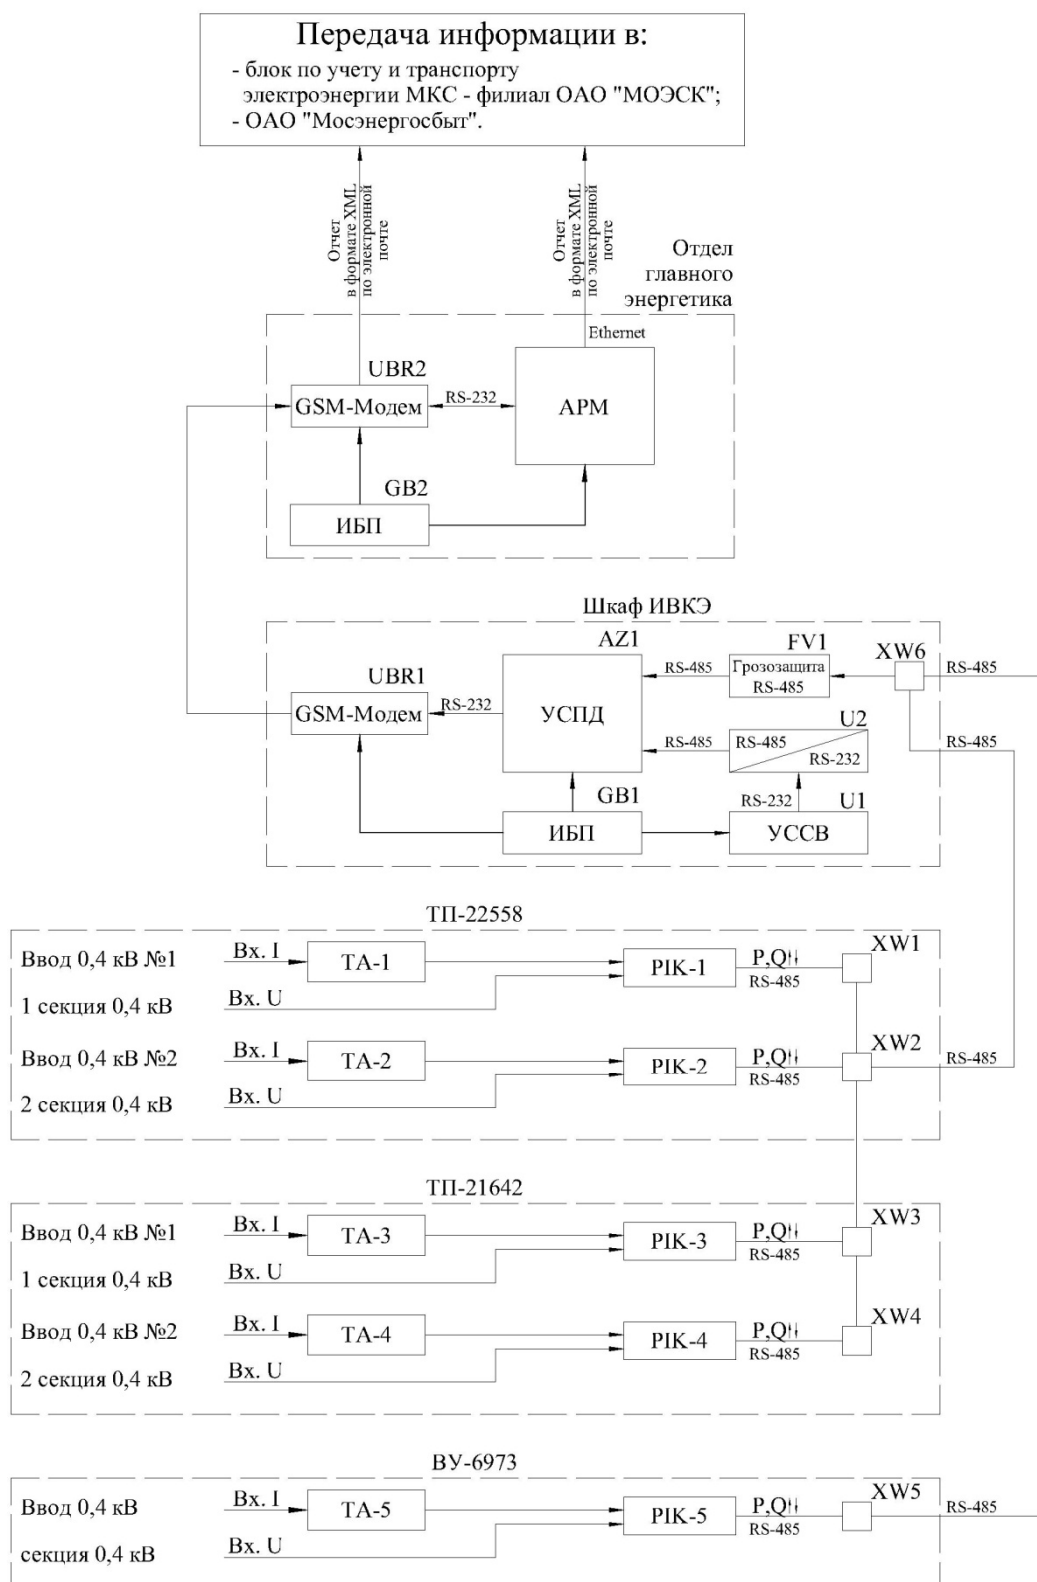 Передача информации в:
- блок по учету и транспорту
электроэнергии МКС - филиал ОАО "МОЭСК";
- ОАО "Мосэнергосбыт".
Отчет
в формате XML
по электронной
почте
Отчет
в формате XML
по электронной
почте
Отдел
главного
энергетика
Ethernet
UBR2
GSM-Модем
RS-232
АРМ
GB2
ИБП
Шкаф ИВКЭ
AZ1
FV1
XW6
UBR1
RS-485
Грозозащита
RS-485
RS-485
GSM-Модем
RS-232
УСПД
U2
RS-485
RS-485
RS-232
RS-485
GB1
RS-232
U1
ИБП
УССВ
ТП-22558
XW1
Ввод 0,4 кВ №1
Вх. I
ТА-1
PIK-1
P,Q
RS-485
1 секция 0,4 кВ
Вх. U
XW2
Ввод 0,4 кВ №2
Вх. I
ТА-2
PIK-2
P,Q
RS-485
RS-485
2 секция 0,4 кВ
Вх. U
ТП-21642
XW3
Ввод 0,4 кВ №1
Вх. I
ТА-3
PIK-3
P,Q
RS-485
1 секция 0,4 кВ
Вх. U
XW4
Ввод 0,4 кВ №2
Вх. I
ТА-4
PIK-4
P,Q
RS-485
2 секция 0,4 кВ
Вх. U
ВУ-6973
XW5
Ввод 0,4 кВ
Вх. I
ТА-5
PIK-5
P,Q
RS-485
RS-485
секция 0,4 кВ
Вх. U